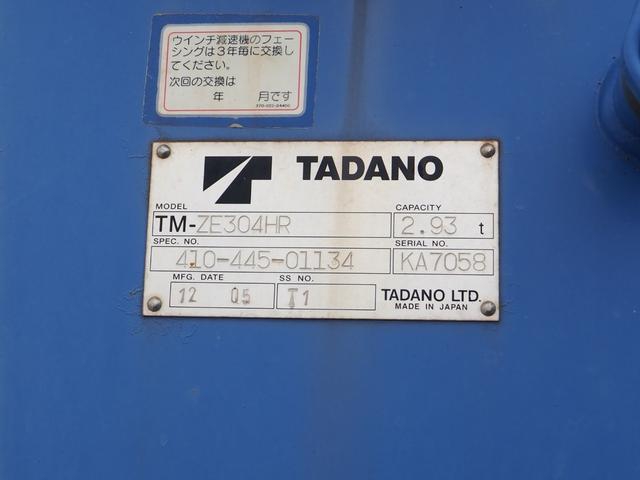 ウインチ減速機のフェー
シングは3年毎に交換し
てください。
次回の交換は
年 月です
TADANO
MODEL CAPACITY
TM-ZE304HR 2.93 t
SPEC. NO. SERIAL NO.
410-445-01134 KA7058
MFG. DATE SS NO.
12 05 T1 TADANO LTD.
MADE IN JAPAN